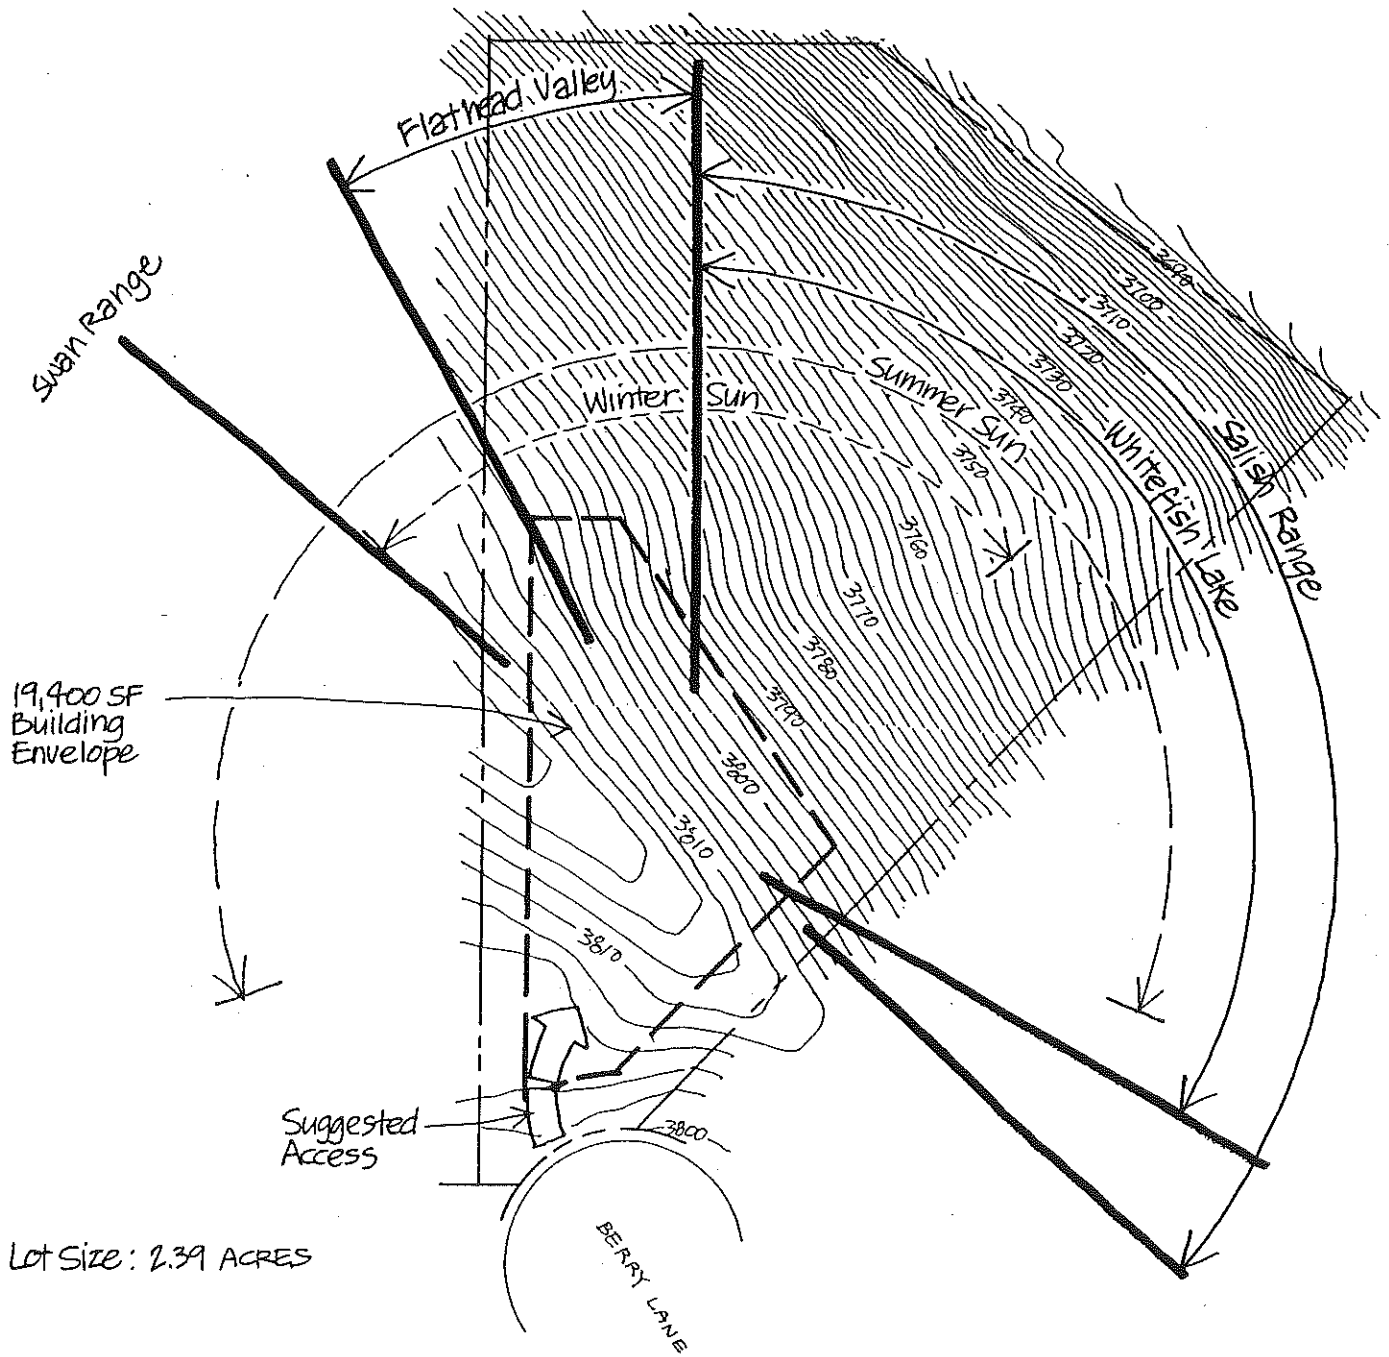 Flathead Valley
Swan Range
Winter Sun
Summer Sun
Whitefish Lake
Salish Range
3690
3700
3710
3720
3730
3740
3750
3760
3770
3780
3790
3800
3810
3810
19,400 SF
Building
Envelope
Suggested
Access
3800
BERRY LANE
Lot Size: 2.39 ACRES